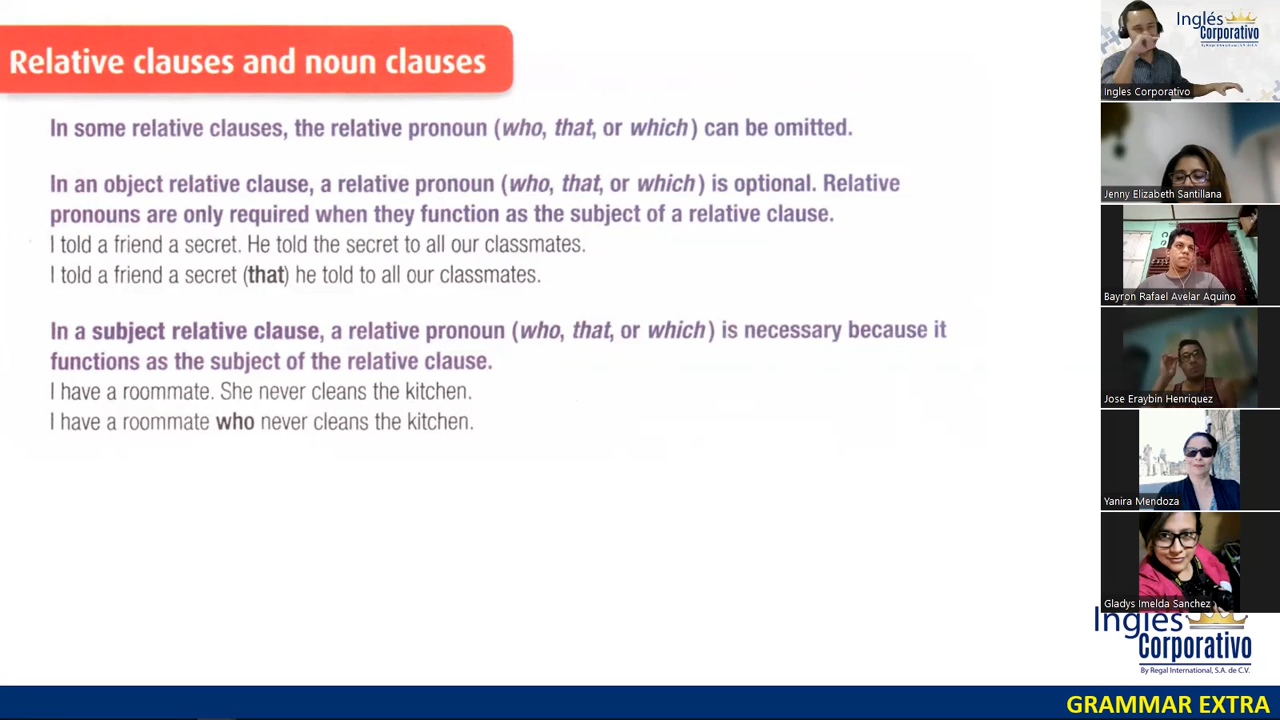 Relative clauses and noun clauses
In some relative clauses, the relative pronoun (who, that, or which) can be omitted.
In an object relative clause, a relative pronoun (who, that, or which) is optional. Relative
pronouns are only required when they function as the subject of a relative clause.
I told a friend a secret. He told the secret to all our classmates.
I told a friend a secret (that) he told to all our classmates.
In a subject relative clause, a relative pronoun (who, that, or which) is necessary because it
functions as the subject of the relative clause.
I have a roommate. She never cleans the kitchen.
I have a roommate who never cleans the kitchen.
Inglés
Corporativo
By Regal International, S.A. de C.V.
Ingles Corporativo
Jenny Elizabeth Santillana
Bayron Rafael Avelar Aquino
Jose Eraybin Henriquez
Yanira Mendoza
Gladys Imelda Sanchez
Inglés
Corporativo
By Regal International, S.A. de C.V.
GRAMMAR EXTRA